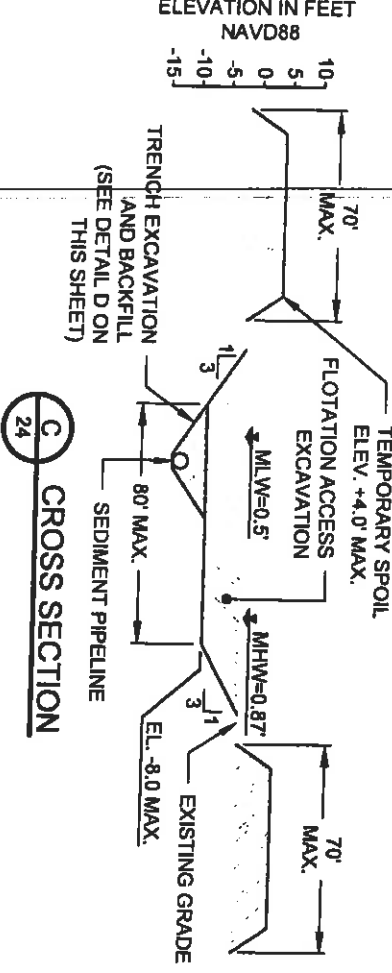 ELEVATION IN FEET
NAVD88
10
5
0
-5
-10
-15
70'
MAX.
TEMPORARY SPOIL
ELEV. +4.0' MAX.
FLOTATION ACCESS
EXCAVATION
MLW=0.5'
MHW=0.87'
70'
MAX.
1
3
80' MAX.
1
3
EXISTING GRADE
EL. -8.0 MAX.
SEDIMENT PIPELINE
TRENCH EXCAVATION
AND BACKFILL
(SEE DETAIL D ON
THIS SHEET)
C
24
CROSS SECTION